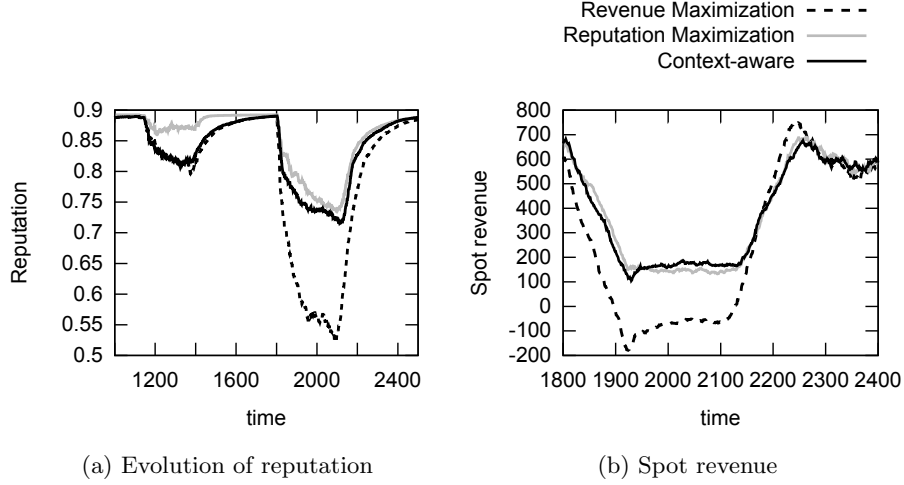 Revenue Maximization
Reputation Maximization
Context-aware
0.9
0.85
0.8
0.75
0.7
0.65
0.6
0.55
0.5
Reputation
1200 1600 2000 2400
time
(a) Evolution of reputation
800
700
600
500
400
300
200
100
0
-100
-200
Spot revenue
1800 1900 2000 2100 2200 2300 2400
time
(b) Spot revenue